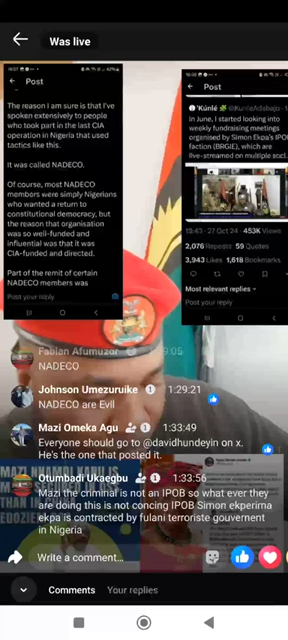 Was live
Post
The reason I am sure is that I've
spoken extensively to people
who took part in the last CIA
operation in Nigeria that used
tactics like this.
It was called NADECO.
Of course, most NADECO
members were simply Nigerians
who wanted a return to
constitutional democracy, but
the reason that organisation
was so well-funded and
influential was that it was
CIA-funded and directed.
Part of the remit of certain
NADECO members was
Post your reply
Post
'Kúnlé @KunleAdebajo
In June, I started looking into
weekly fundraising meetings
organised by Simon Ekpa's IPOB
faction (BRGIE), which are
live-streamed on multiple
19:43 · 27 Oct 24 · 453K Views
2,076 Reposts 59 Quotes
3,943 Likes 1,618 Bookmarks
Most relevant replies
Post your reply
Fabian Afumuzor
NADECO
Johnson Umezuruike 1:29:21
NADECO are Evil
Mazi Omeka Agu 1:33:49
Everyone should go to @davidhundeyin on x.
He's the one that posted it.
Otumbadi Ukaegbu 1:33:56
Mazi the criminal is not an IPOB so what ever they
are doing this is not concing IPOB Simon ekperima
ekpa is contracted by fulani terroriste gouvernent
in Nigeria
Write a comment...
Comments Your replies